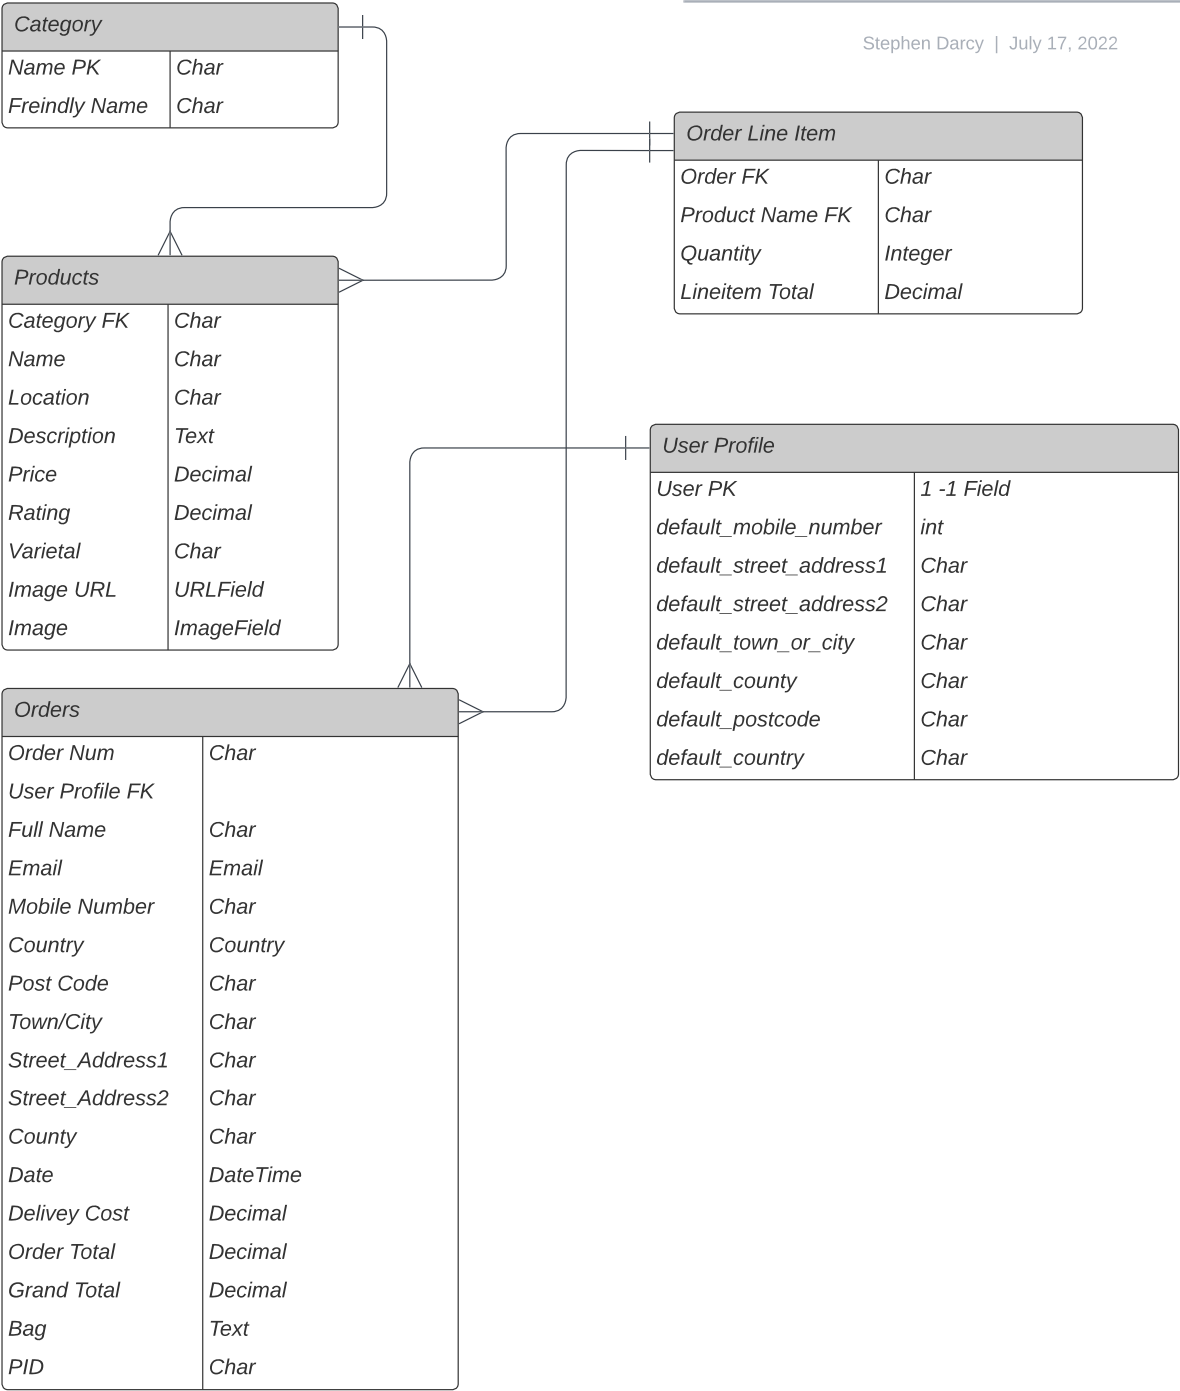 Category
Name PK Char
Freindly Name Char
Stephen Darcy | July 17, 2022
Order Line Item
Order FK Char
Product Name FK Char
Quantity Integer
Lineitem Total Decimal
Products
Category FK Char
Name Char
Location Char
Description Text
Price Decimal
Rating Decimal
Varietal Char
Image URL URLField
Image ImageField
User Profile
User PK 1 -1 Field
default_mobile_number int
default_street_address1 Char
default_street_address2 Char
default_town_or_city Char
default_county Char
default_postcode Char
default_country Char
Orders
Order Num Char
User Profile FK
Full Name Char
Email Email
Mobile Number Char
Country Country
Post Code Char
Town/City Char
Street_Address1 Char
Street_Address2 Char
County Char
Date DateTime
Delivey Cost Decimal
Order Total Decimal
Grand Total Decimal
Bag Text
PID Char